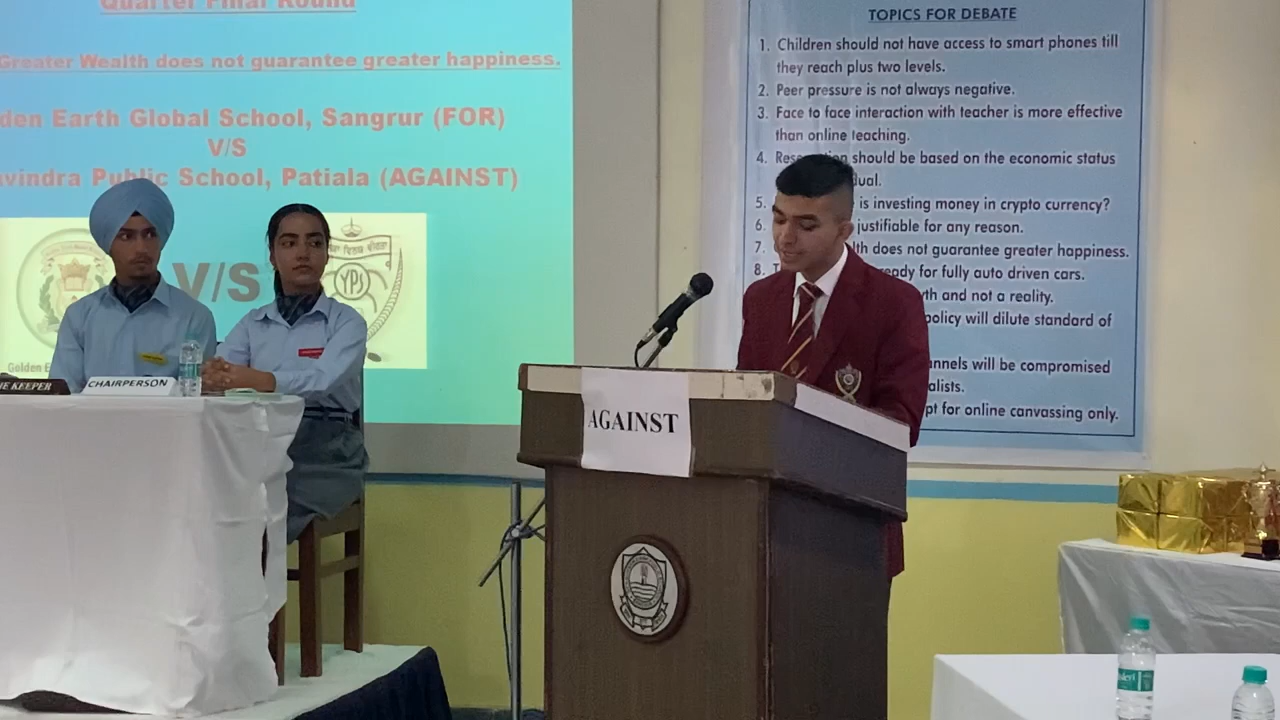 Quarter Final Round
Greater Wealth does not guarantee greater happiness.
den Earth Global School, Sangrur (FOR)
V/S
avindra Public School, Patiala (AGAINST)
V/S
YPS
Golden E
E KEEPER
CHAIRPERSON
AGAINST
TOPICS FOR DEBATE
1. Children should not have access to smart phones till
they reach plus two levels.
2. Peer pressure is not always negative.
3. Face to face interaction with teacher is more effective
than online teaching.
4. should be based on the economic status
dual.
5. is investing money in crypto currency?
6. justifiable for any reason.
7. lth does not guarantee greater happiness.
8. T eady for fully auto driven cars.
th and not a reality.
policy will dilute standard of
annels will be compromised
alists.
pt for online canvassing only.